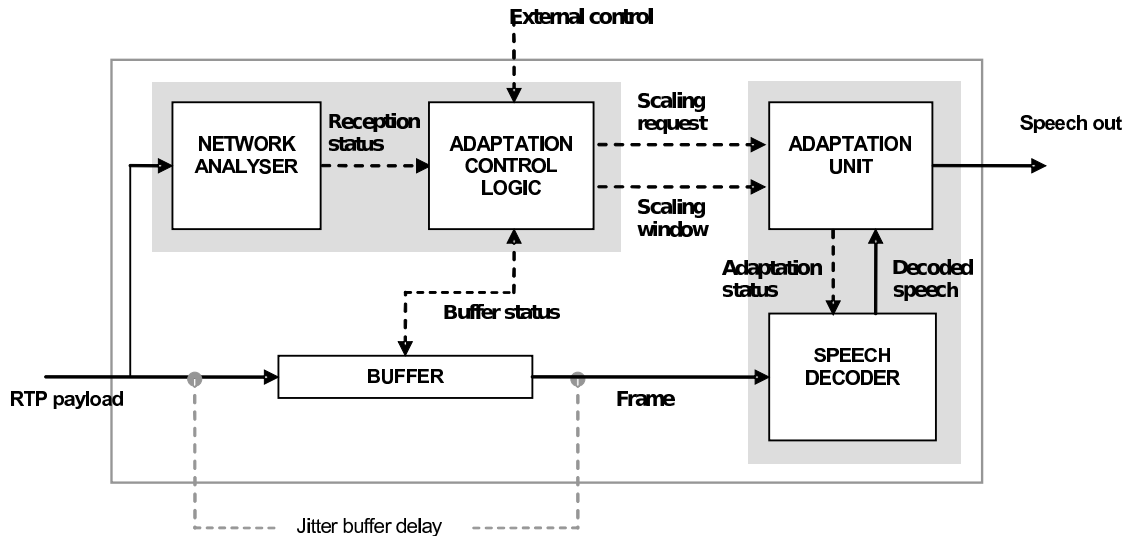 External control
NETWORK
ANALYSER
Reception
status
ADAPTATION
CONTROL
LOGIC
Scaling
request
Scaling
window
ADAPTATION
UNIT
Speech out
Adaptation
status
Decoded
speech
Buffer status
BUFFER
RTP payload
Frame
SPEECH
DECODER
Jitter buffer delay